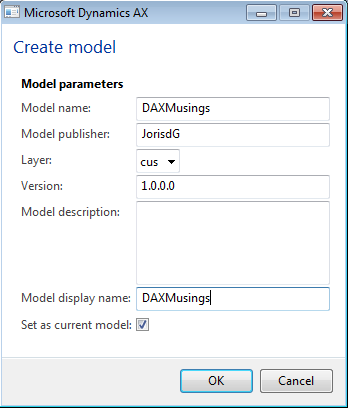 Microsoft Dynamics AX
Create model
Model parameters
Model name: DAXMusings
Model publisher: JorisdG
Layer: cus
Version: 1.0.0.0
Model description:
Model display name: DAXMusings
Set as current model:
OK Cancel